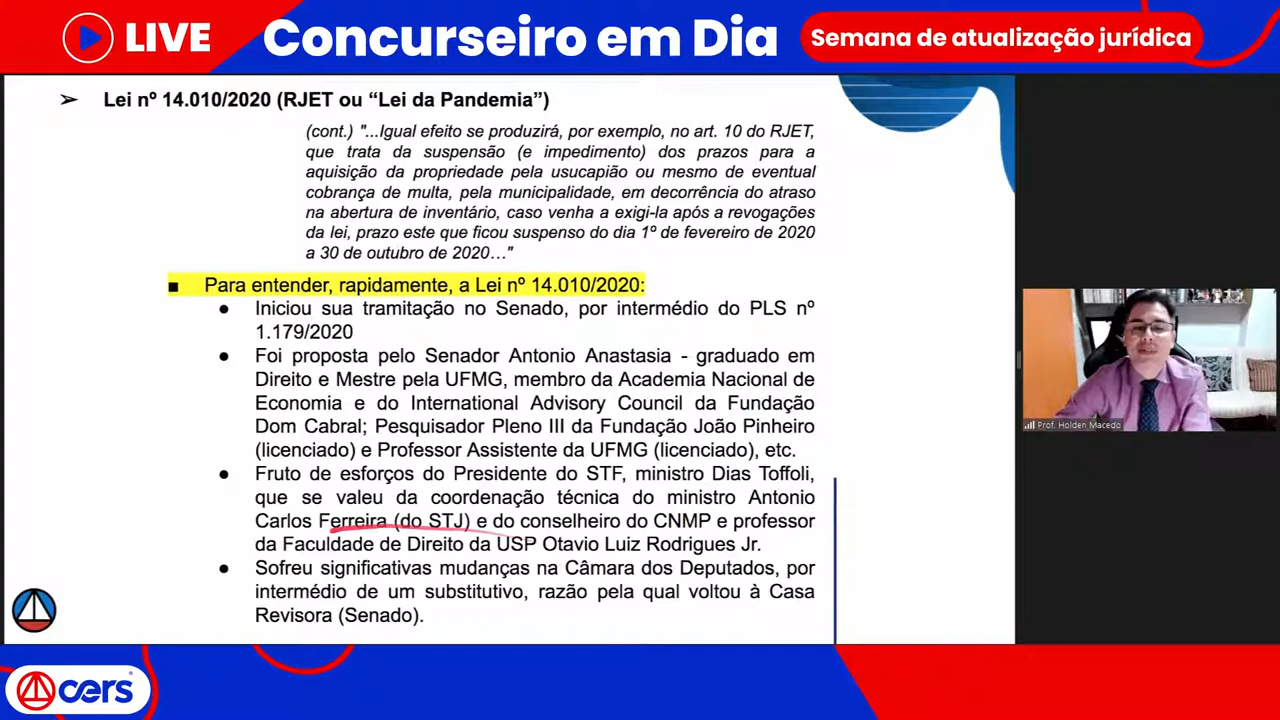 LIVE
Concurseiro em Dia
Semana de atualização jurídica
➢ Lei nº 14.010/2020 (RJET ou “Lei da Pandemia”)
(cont.) "...Igual efeito se produzirá, por exemplo, no art. 10 do RJET,
que trata da suspensão (e impedimento) dos prazos para a
aquisição da propriedade pela usucapião ou mesmo de eventual
cobrança de multa, pela municipalidade, em decorrência do atraso
na abertura de inventário, caso venha a exigi-la após a revogações
da lei, prazo este que ficou suspenso do dia 1º de fevereiro de 2020
a 30 de outubro de 2020…"
■ Para entender, rapidamente, a Lei nº 14.010/2020:
● Iniciou sua tramitação no Senado, por intermédio do PLS nº
1.179/2020
● Foi proposta pelo Senador Antonio Anastasia - graduado em
Direito e Mestre pela UFMG, membro da Academia Nacional de
Economia e do International Advisory Council da Fundação
Dom Cabral; Pesquisador Pleno III da Fundação João Pinheiro
(licenciado) e Professor Assistente da UFMG (licenciado), etc.
● Fruto de esforços do Presidente do STF, ministro Dias Toffoli,
que se valeu da coordenação técnica do ministro Antonio
Carlos Ferreira (do STJ) e do conselheiro do CNMP e professor
da Faculdade de Direito da USP Otavio Luiz Rodrigues Jr.
● Sofreu significativas mudanças na Câmara dos Deputados, por
intermédio de um substitutivo, razão pela qual voltou à Casa
Revisora (Senado).
Prof. Holden Macedo
cers